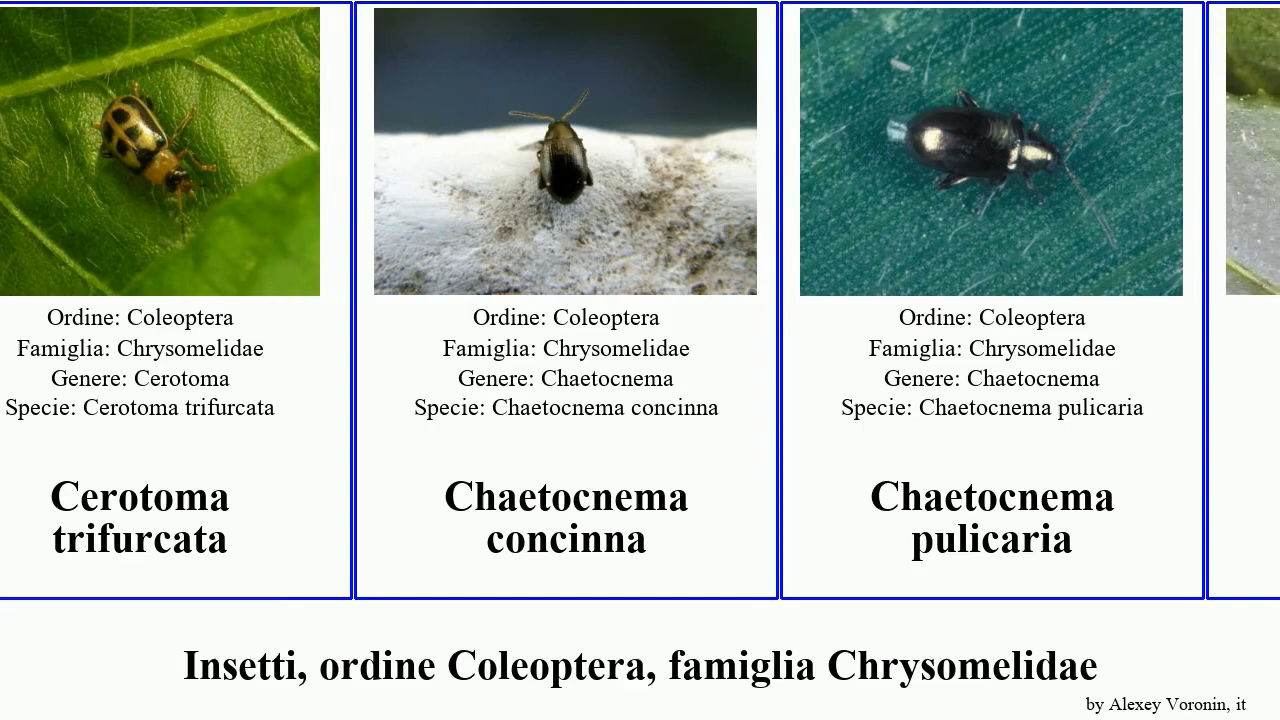 Ordine: Coleoptera
Famiglia: Chrysomelidae
Genere: Cerotoma
Specie: Cerotoma trifurcata
Cerotoma
trifurcata
Ordine: Coleoptera
Famiglia: Chrysomelidae
Genere: Chaetocnema
Specie: Chaetocnema concinna
Chaetocnema
concinna
Ordine: Coleoptera
Famiglia: Chrysomelidae
Genere: Chaetocnema
Specie: Chaetocnema pulicaria
Chaetocnema
pulicaria
Insetti, ordine Coleoptera, famiglia Chrysomelidae
by Alexey Voronin, it